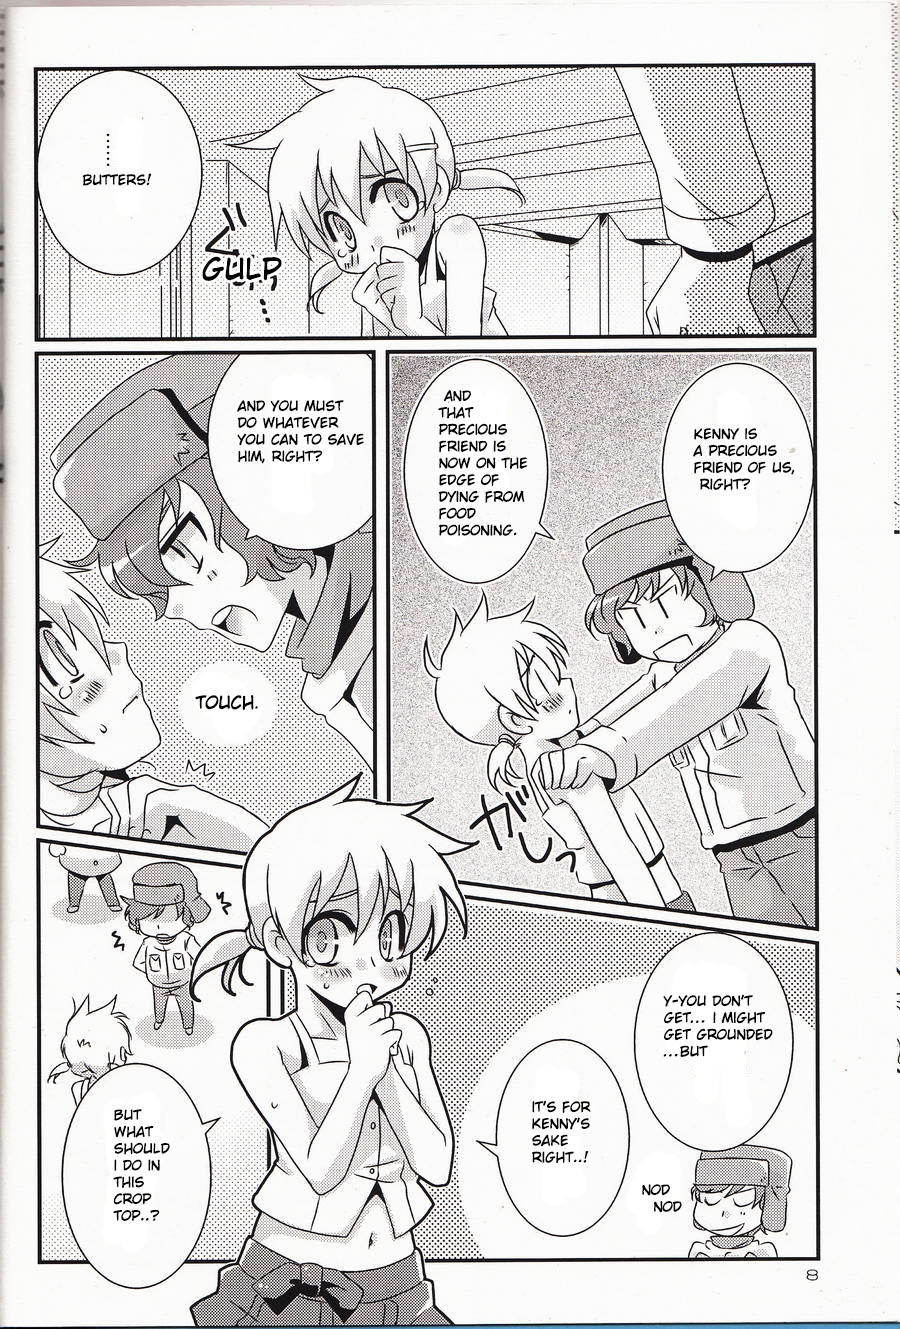 .......
BUTTERS!
ぐ
GULP
KENNY IS
A PRECIOUS
FRIEND OF US,
RIGHT?
AND
THAT
PRECIOUS
FRIEND IS
NOW ON THE
EDGE OF
DYING FROM
FOOD
POISONING.
がしっ
AND YOU MUST
DO WHATEVER
YOU CAN TO SAVE
HIM, RIGHT?
TOUCH.
Y-YOU DON'T
GET... I MIGHT
GET GROUNDED
...BUT
IT'S FOR
KENNY'S
SAKE
RIGHT..!
NOD
NOD
BUT
WHAT
SHOULD
I DO IN
THIS
CROP
TOP..?
8